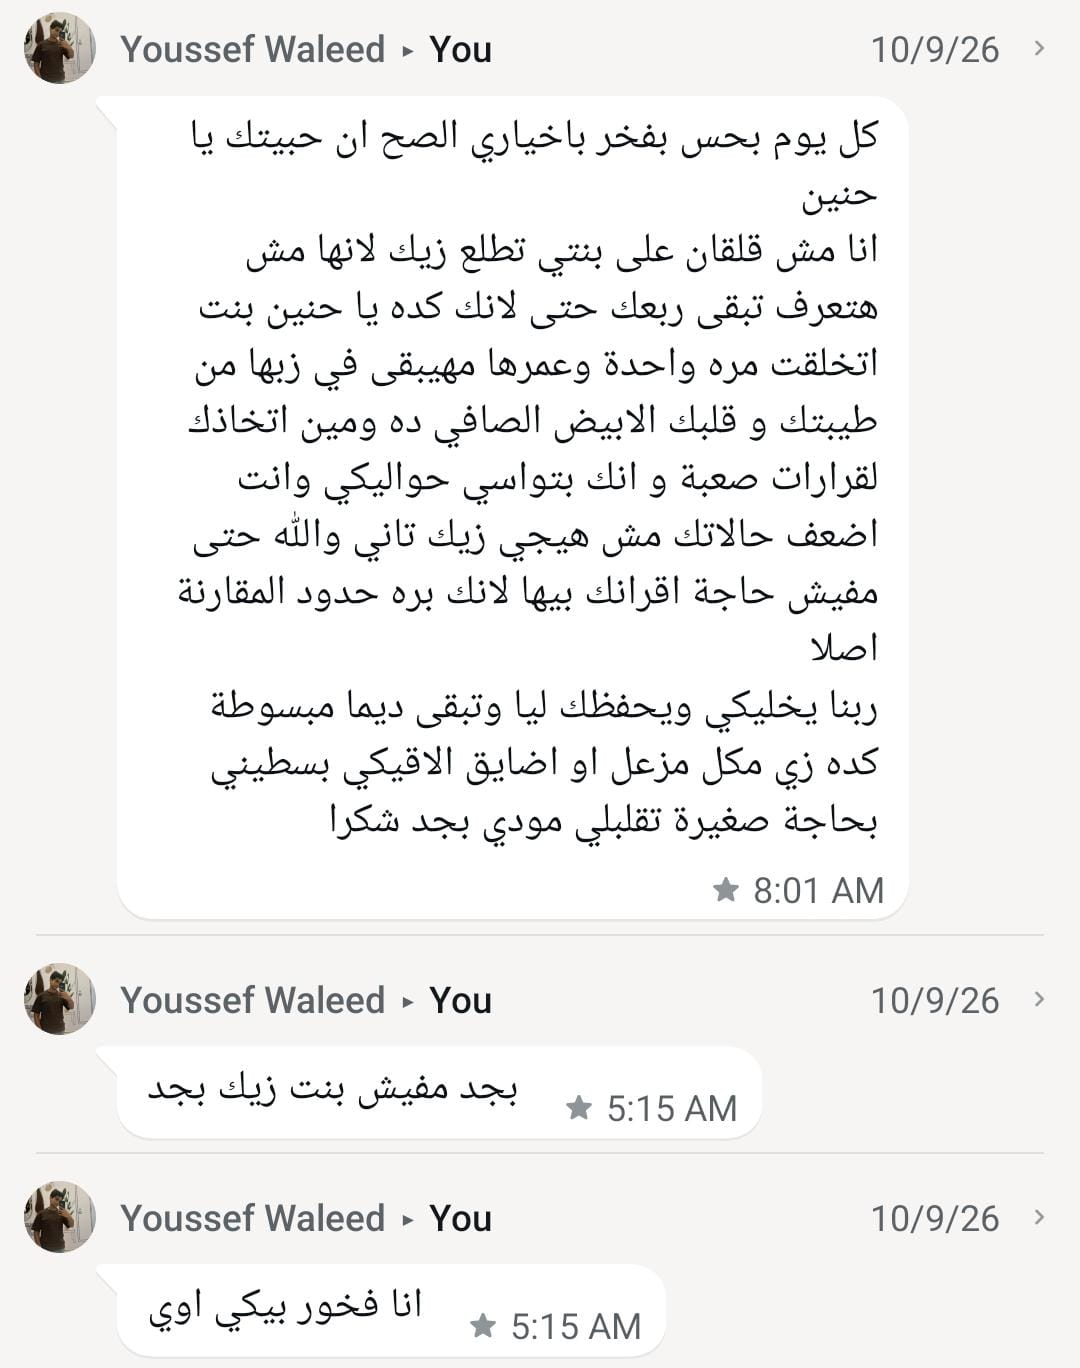 Youssef Waleed ▸ You 10/9/26
كل يوم بحس بفخر باخياري الصح ان حبيتك يا
حنين
انا مش قلقان على بنتي تطلع زيك لانها مش
هتعرف تبقى ربعك حتى لانك كده يا حنين بنت
اتخلقت مره واحدة وعمرها مهيبقى في زبها من
طيبتك و قلبك الابيض الصافي ده ومين اتخاذك
لقرارات صعبة و انك بتواسي حواليكي وانت
اضعف حالاتك مش هيجي زيك تاني والله حتى
مفيش حاجة اقرانك بيها لانك بره حدود المقارنة
اصلا
ربنا يخليكي ويحفظك ليا وتبقى ديما مبسوطة
كده زي مكل مزعل او اضايق الاقيكي بسطيني
بحاجة صغيرة تقلبلي مودي بجد شكرا
8:01 AM
Youssef Waleed ▸ You 10/9/26
بجد مفيش بنت زيك بجد
5:15 AM
Youssef Waleed ▸ You 10/9/26
انا فخور بيكي اوي
5:15 AM